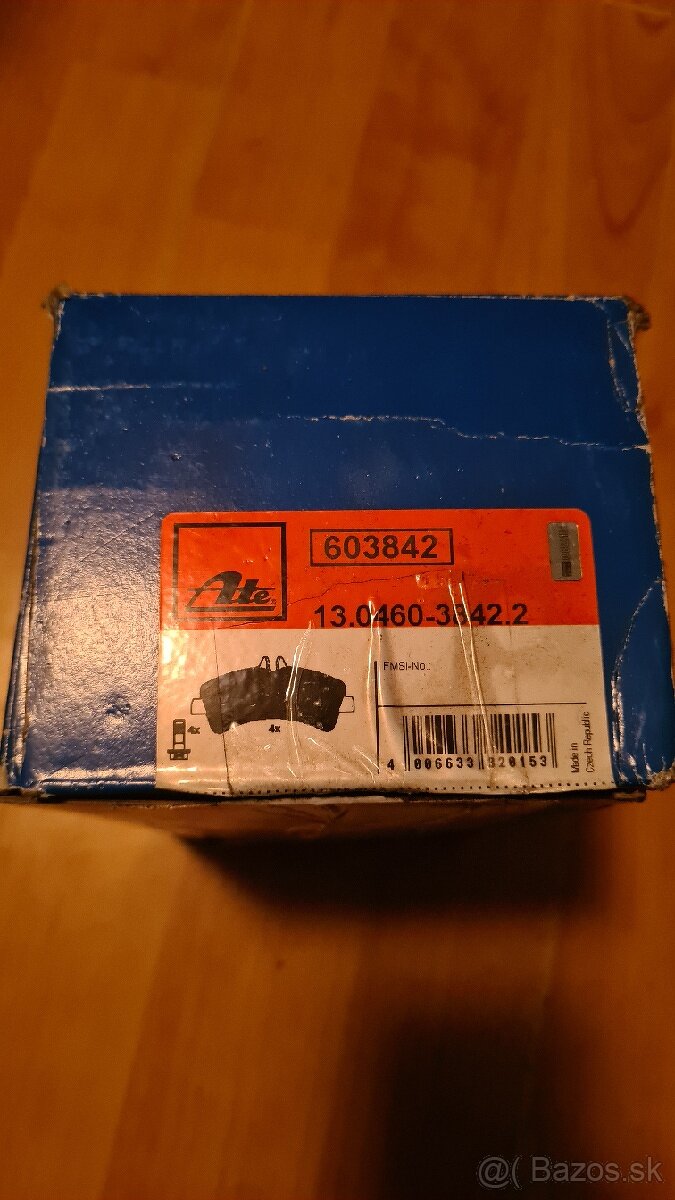 603842
Ate
13.0460-3842.2
FMSI-No.:
4x
4x
4 006633 320153
Made in
Czech Republic
@( Bazos.sk